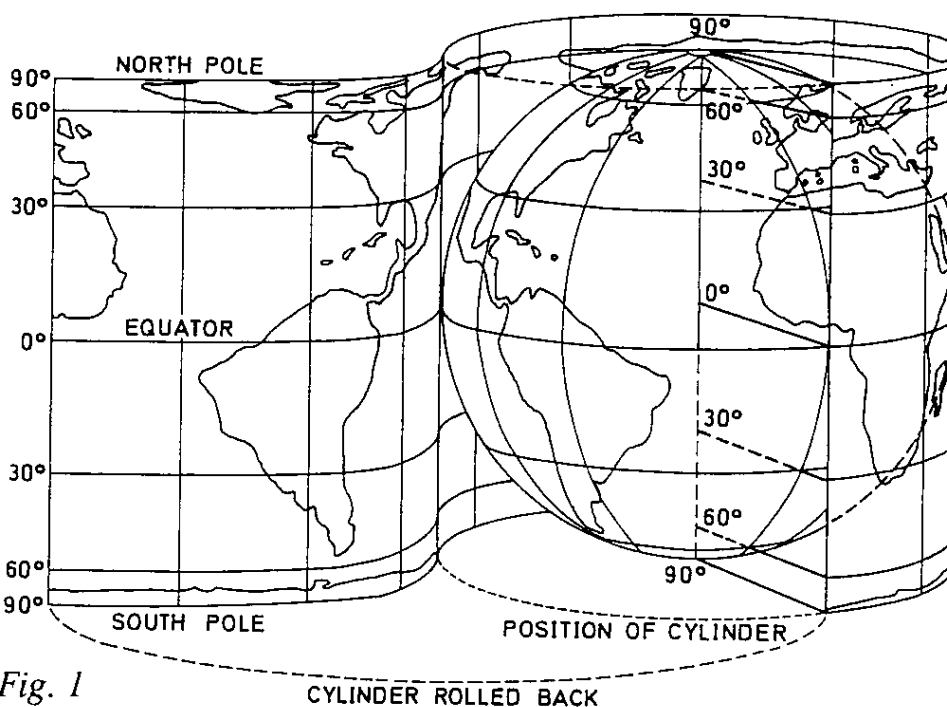 90°
NORTH POLE
90°
60°
60°
30°
30°
0°
EQUATOR
0°
30°
30°
60°
60°
90°
90°
SOUTH POLE
POSITION OF CYLINDER
Fig. 1
CYLINDER ROLLED BACK